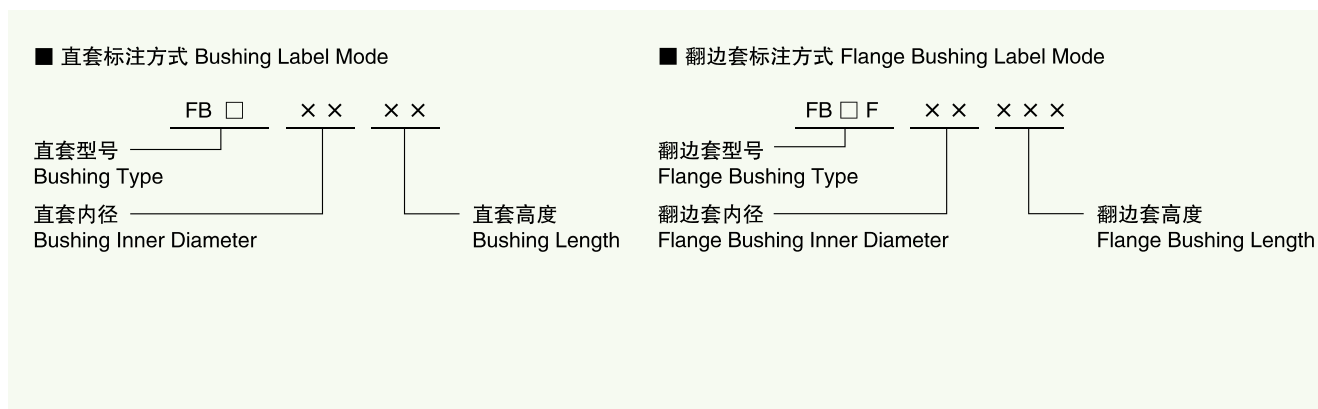 ■ 直套标注方式 Bushing Label Mode
FB □ × × × ×
直套型号
Bushing Type
直套内径
Bushing Inner Diameter
直套高度
Bushing Length
■ 翻边套标注方式 Flange Bushing Label Mode
FB □ F × × × × ×
翻边套型号
Flange Bushing Type
翻边套内径
Flange Bushing Inner Diameter
翻边套高度
Flange Bushing Length